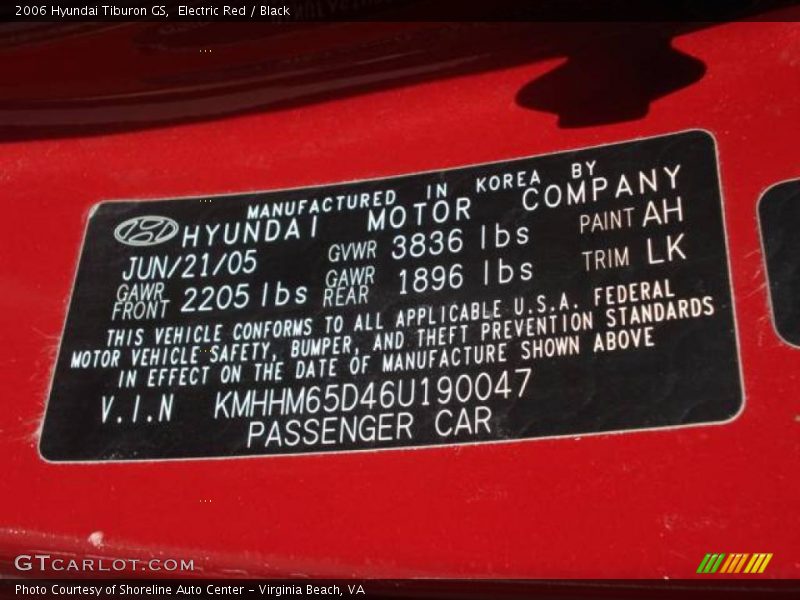 2006 Hyundai Tiburon GS,  Electric Red / Black
MANUFACTURED IN KOREA BY
HYUNDAI MOTOR COMPANY
JUN/21/05 GVWR 3836 lbs PAINT AH
GAWR FRONT 2205 lbs GAWR REAR 1896 lbs TRIM LK
THIS VEHICLE CONFORMS TO ALL APPLICABLE U.S.A. FEDERAL
MOTOR VEHICLE SAFETY, BUMPER, AND THEFT PREVENTION STANDARDS
IN EFFECT ON THE DATE OF MANUFACTURE SHOWN ABOVE
V.I.N KMHHM65D46U190047
PASSENGER CAR
GTCARLOT.COM
Photo Courtesy of Shoreline Auto Center - Virginia Beach, VA